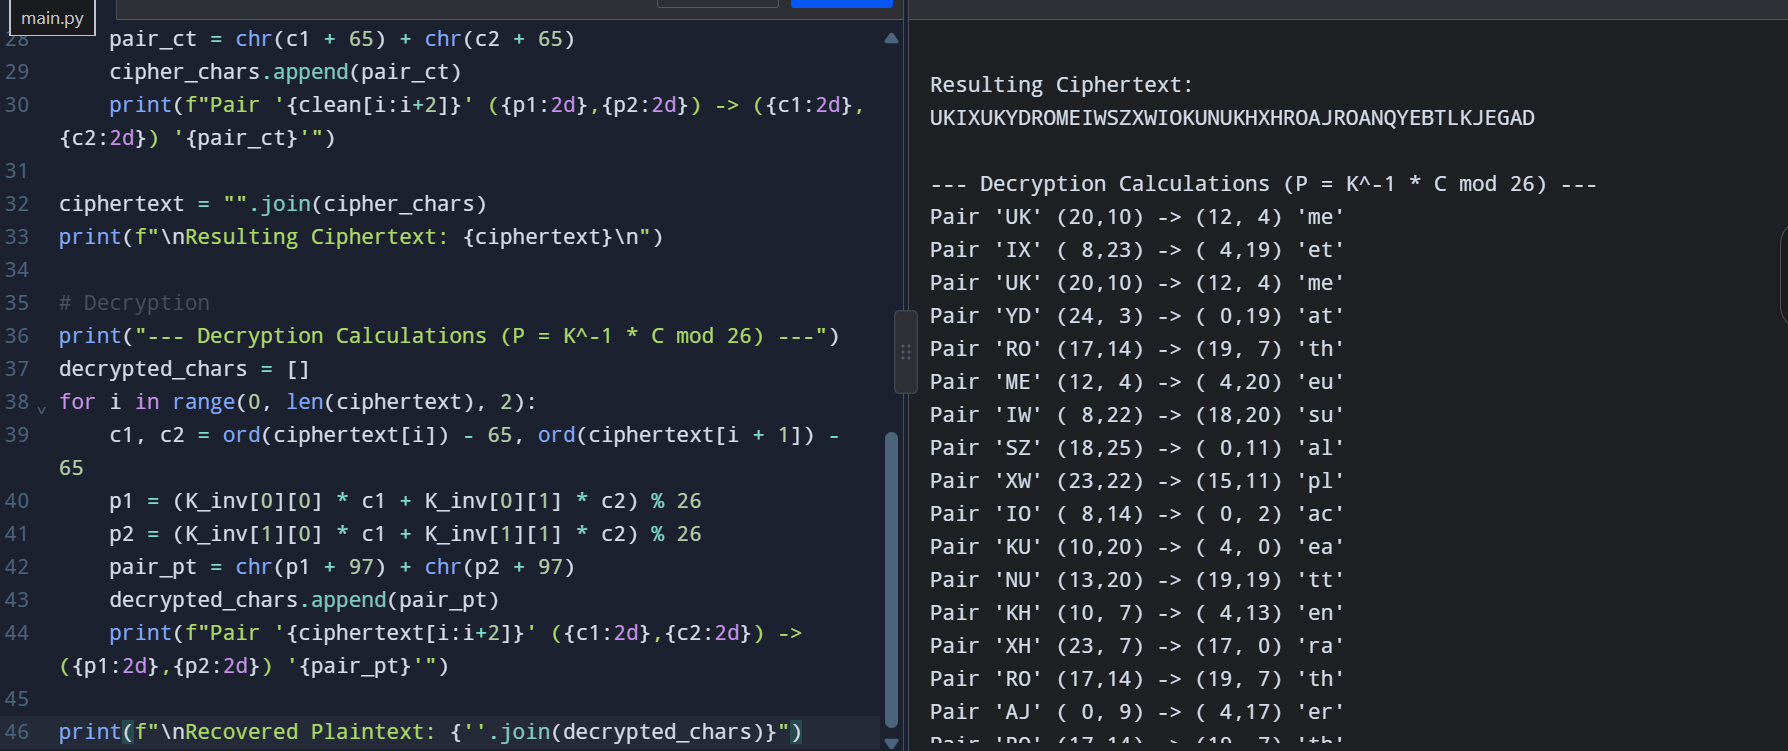 main.py
28 pair_ct = chr(c1 + 65) + chr(c2 + 65)
29 cipher_chars.append(pair_ct)
30 print(f"Pair '{clean[i:i+2]}' ({p1:2d},{p2:2d}) -> ({c1:2d},
{c2:2d}) '{pair_ct}'")
31
32 ciphertext = "".join(cipher_chars)
33 print(f"\nResulting Ciphertext: {ciphertext}\n")
34
35 # Decryption
36 print("--- Decryption Calculations (P = K^-1 * C mod 26) ---")
37 decrypted_chars = []
38 for i in range(0, len(ciphertext), 2):
39 c1, c2 = ord(ciphertext[i]) - 65, ord(ciphertext[i + 1]) -
65
40 p1 = (K_inv[0][0] * c1 + K_inv[0][1] * c2) % 26
41 p2 = (K_inv[1][0] * c1 + K_inv[1][1] * c2) % 26
42 pair_pt = chr(p1 + 97) + chr(p2 + 97)
43 decrypted_chars.append(pair_pt)
44 print(f"Pair '{ciphertext[i:i+2]}' ({c1:2d},{c2:2d}) ->
({p1:2d},{p2:2d}) '{pair_pt}'")
45
46 print(f"\nRecovered Plaintext: {''.join(decrypted_chars)}")
Resulting Ciphertext:
UKIXUKYDROMEIWSZXWIOKUNUKHXHROAJROANQYEBTLKJEGAD
--- Decryption Calculations (P = K^-1 * C mod 26) ---
Pair 'UK' (20,10) -> (12, 4) 'me'
Pair 'IX' ( 8,23) -> ( 4,19) 'et'
Pair 'UK' (20,10) -> (12, 4) 'me'
Pair 'YD' (24, 3) -> ( 0,19) 'at'
Pair 'RO' (17,14) -> (19, 7) 'th'
Pair 'ME' (12, 4) -> ( 4,20) 'eu'
Pair 'IW' ( 8,22) -> (18,20) 'su'
Pair 'SZ' (18,25) -> ( 0,11) 'al'
Pair 'XW' (23,22) -> (15,11) 'pl'
Pair 'IO' ( 8,14) -> ( 0, 2) 'ac'
Pair 'KU' (10,20) -> ( 4, 0) 'ea'
Pair 'NU' (13,20) -> (19,19) 'tt'
Pair 'KH' (10, 7) -> ( 4,13) 'en'
Pair 'XH' (23, 7) -> (17, 0) 'ra'
Pair 'RO' (17,14) -> (19, 7) 'th'
Pair 'AJ' ( 0, 9) -> ( 4,17) 'er'
Pair 'RO' (17,14) -> (19, 7) 'th'